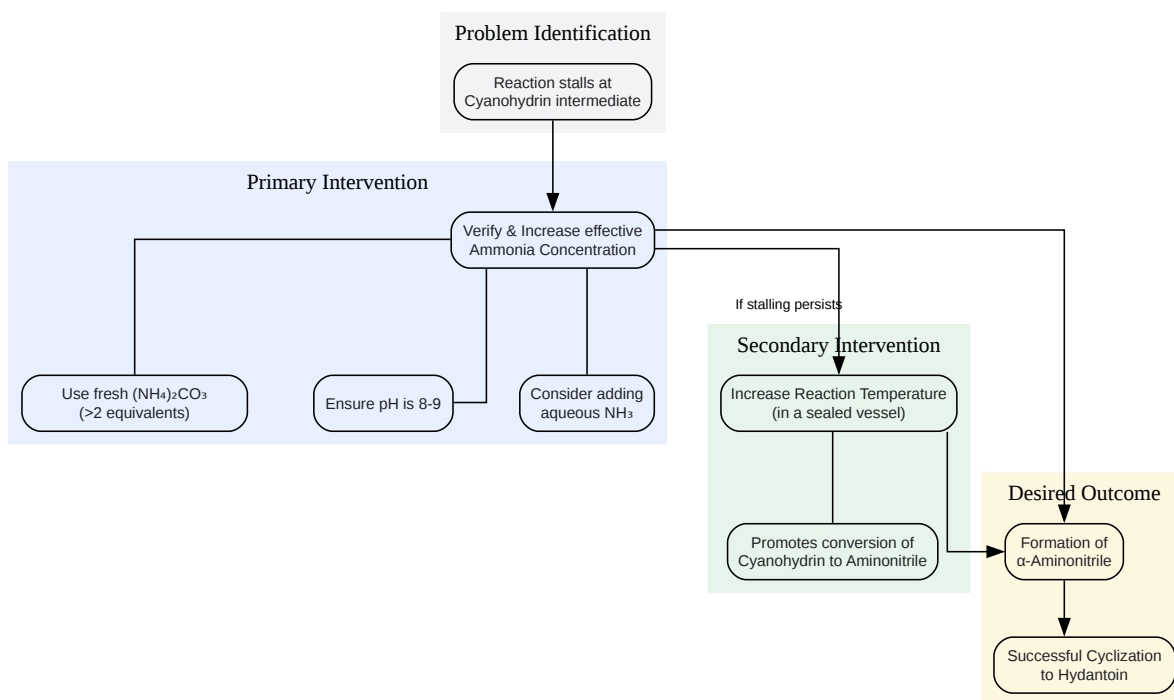 Problem Identification
Reaction stalls at
Cyanohydrin intermediate
Primary Intervention
Verify & Increase effective
Ammonia Concentration
If stalling persists
Use fresh (NH₄)₂CO₃
(>2 equivalents)
Ensure pH is 8-9
Consider adding
aqueous NH₃
Secondary Intervention
Increase Reaction Temperature
(in a sealed vessel)
Promotes conversion of
Cyanohydrin to Aminonitrile
Desired Outcome
Formation of
α-Aminonitrile
Successful Cyclization
to Hydantoin